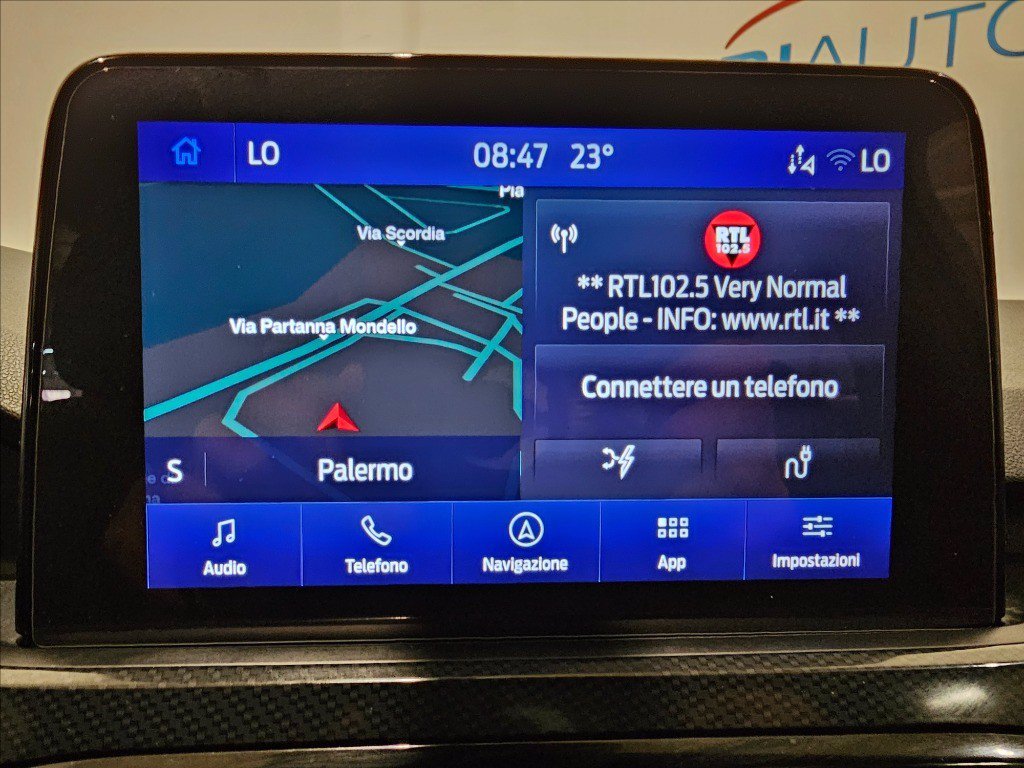 AUTO
LO
08:47
23°
LO
Pia
Via Scordia
Via Partanna Mondello
S
Palermo
RTL
102.5
** RTL102.5 Very Normal
People - INFO: www.rtl.it **
Connettere un telefono
Audio
Telefono
Navigazione
App
Impostazioni